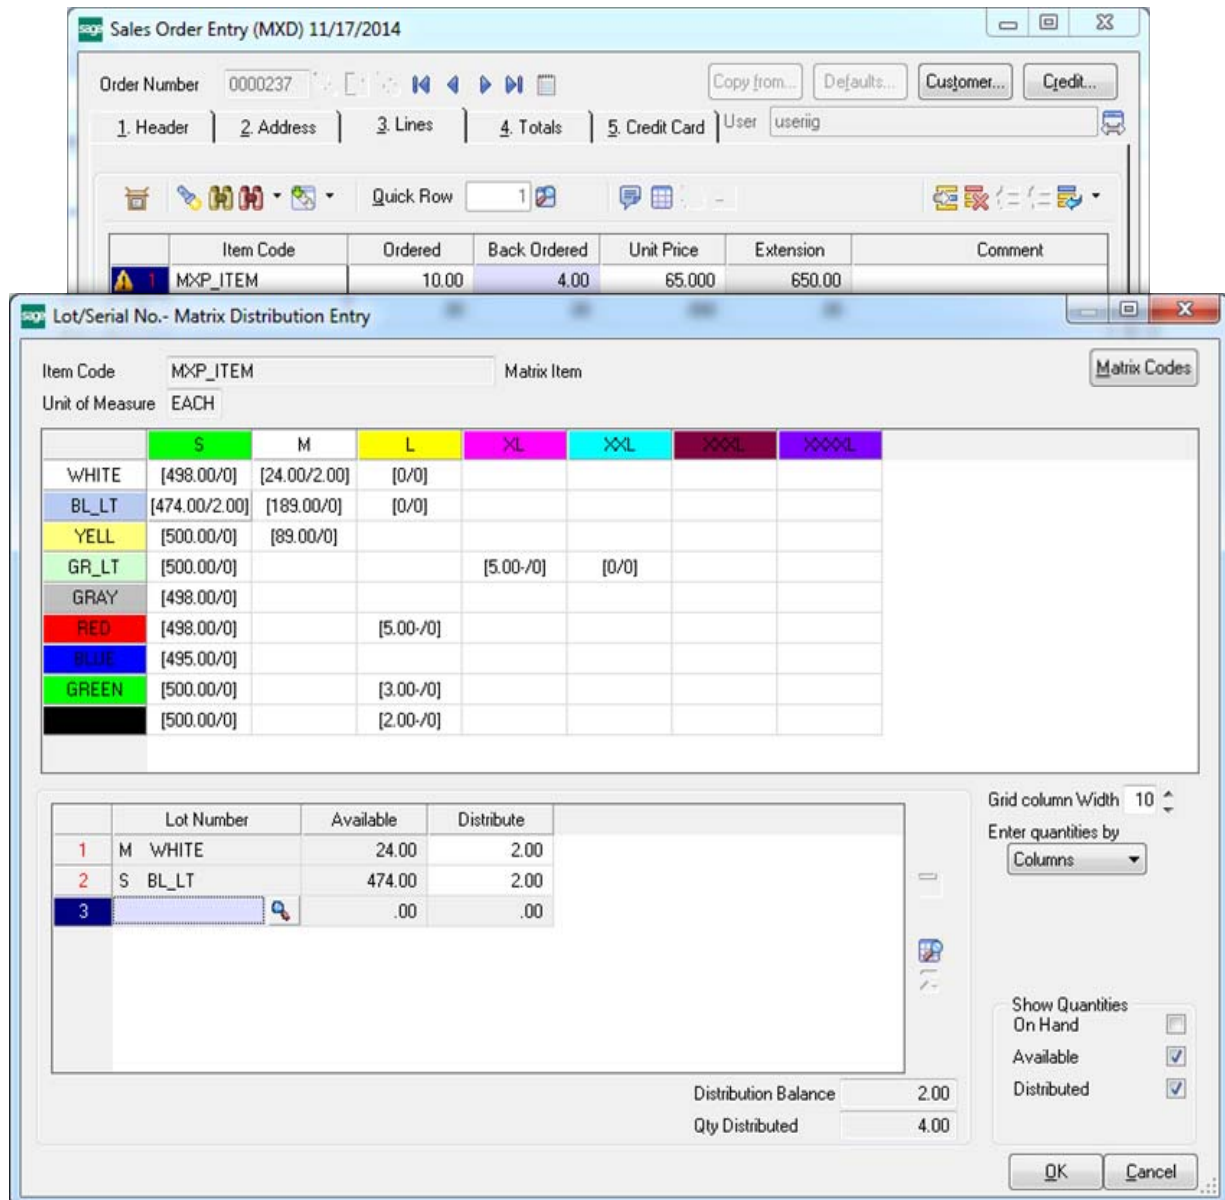 sage Sales Order Entry (MXD) 11/17/2014
Order Number 0000237 Copy from... Defaults... Customer... Credit...
1. Header 2. Address 3. Lines 4. Totals 5. Credit Card User useriig
Quick Row 1
Item Code Ordered Back Ordered Unit Price Extension Comment
1 MXP_ITEM 10.00 4.00 65.000 650.00
sage Lot/Serial No.- Matrix Distribution Entry
Item Code MXP_ITEM Matrix Item Matrix Codes
Unit of Measure EACH
S M L XL XXL XXXL XXXXL
WHITE [498.00/0] [24.00/2.00] [0/0]
BL_LT [474.00/2.00] [189.00/0] [0/0]
YELL [500.00/0] [89.00/0]
GR_LT [500.00/0] [5.00-/0] [0/0]
GRAY [498.00/0]
RED [498.00/0] [5.00-/0]
BLUE [495.00/0]
GREEN [500.00/0] [3.00-/0]
[500.00/0] [2.00-/0]
Grid column Width 10
Lot Number Available Distribute
Enter quantities by
1 M WHITE 24.00 2.00
Columns
2 S BL_LT 474.00 2.00
3 .00 .00
Show Quantities
On Hand
Available
Distribution Balance 2.00 Distributed
Qty Distributed 4.00
OK Cancel